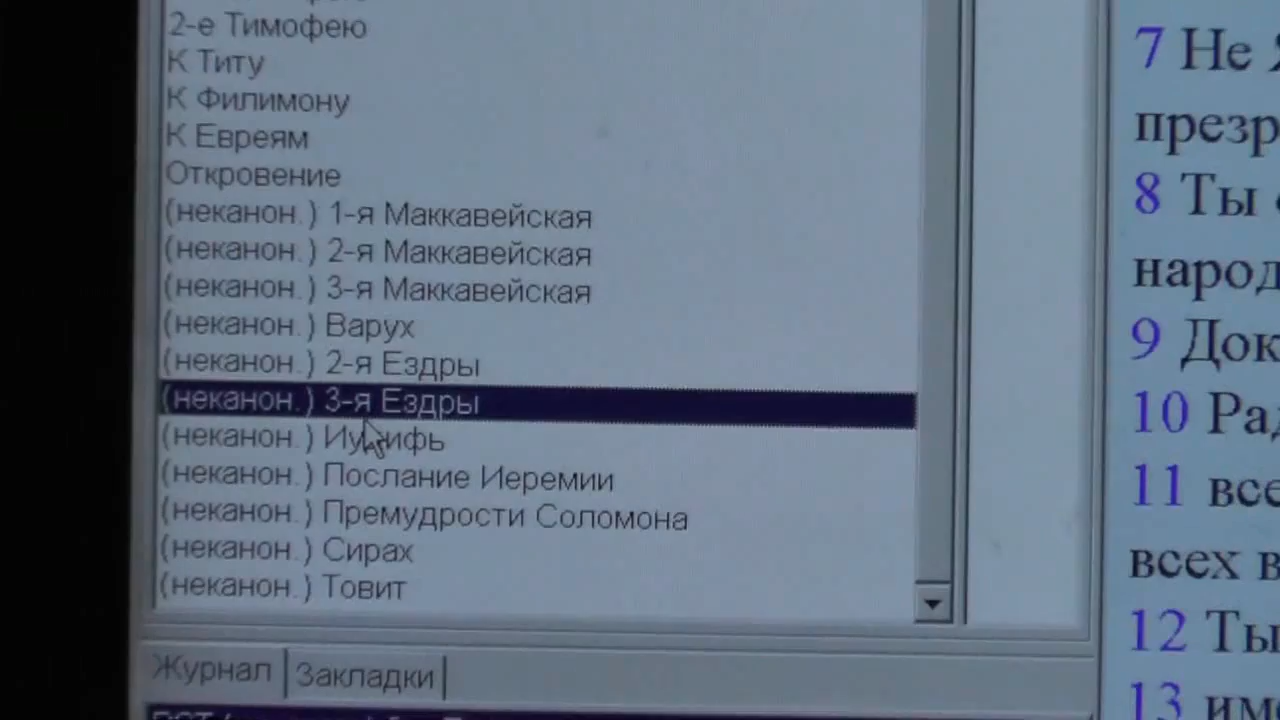 2-е Тимофею
К Титу
К Филимону
К Евреям
Откровение
(неканон.) 1-я Маккавейская
(неканон.) 2-я Маккавейская
(неканон.) 3-я Маккавейская
(неканон.) Варух
(неканон.) 2-я Ездры
(неканон.) 3-я Ездры
(неканон.) Иудифь
(неканон.) Послание Иеремии
(неканон.) Премудрости Соломона
(неканон.) Сирах
(неканон.) Товит
Журнал
Закладки
7 Не
презр
8 Ты
народ
9 Док
10 Рад
11 все
всех в
12 Ты
13 им